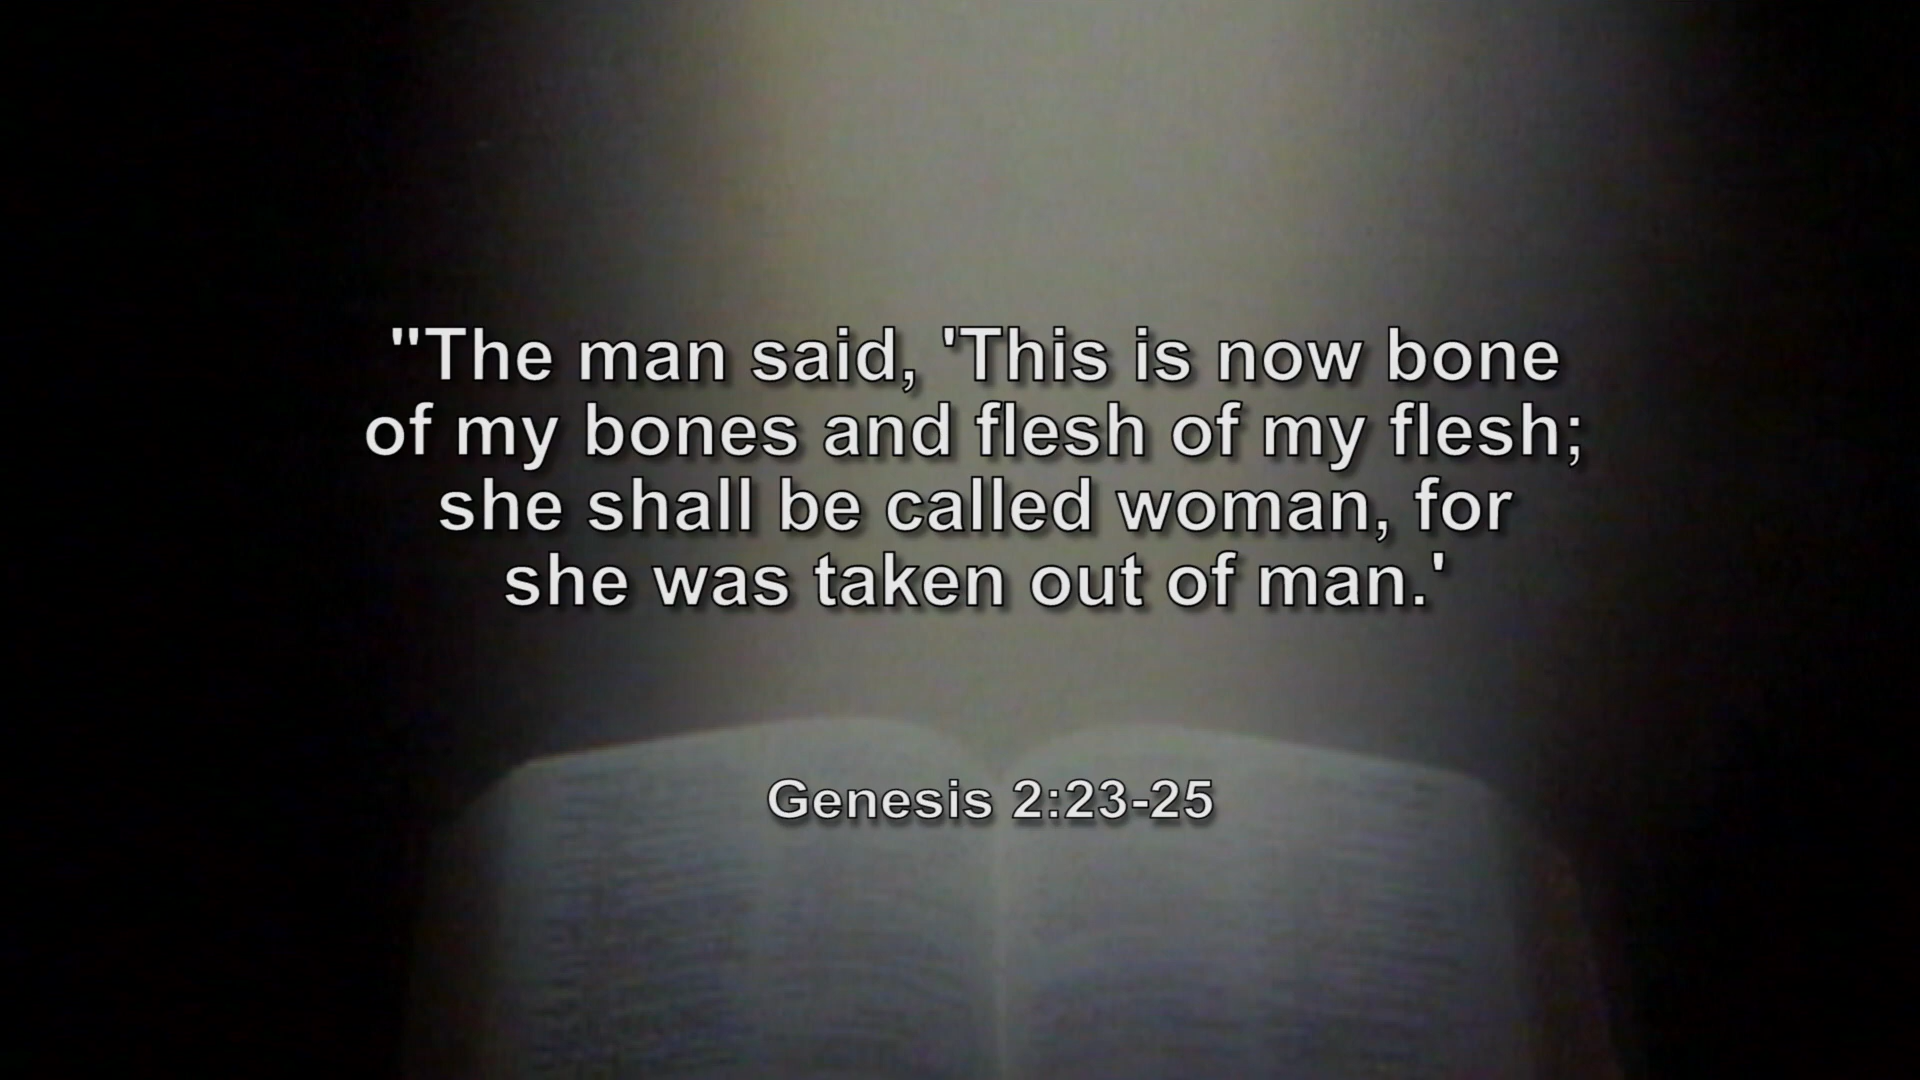 "The man said, 'This is now bone
of my bones and flesh of my flesh;
she shall be called woman, for
she was taken out of man.'
Genesis 2:23-25